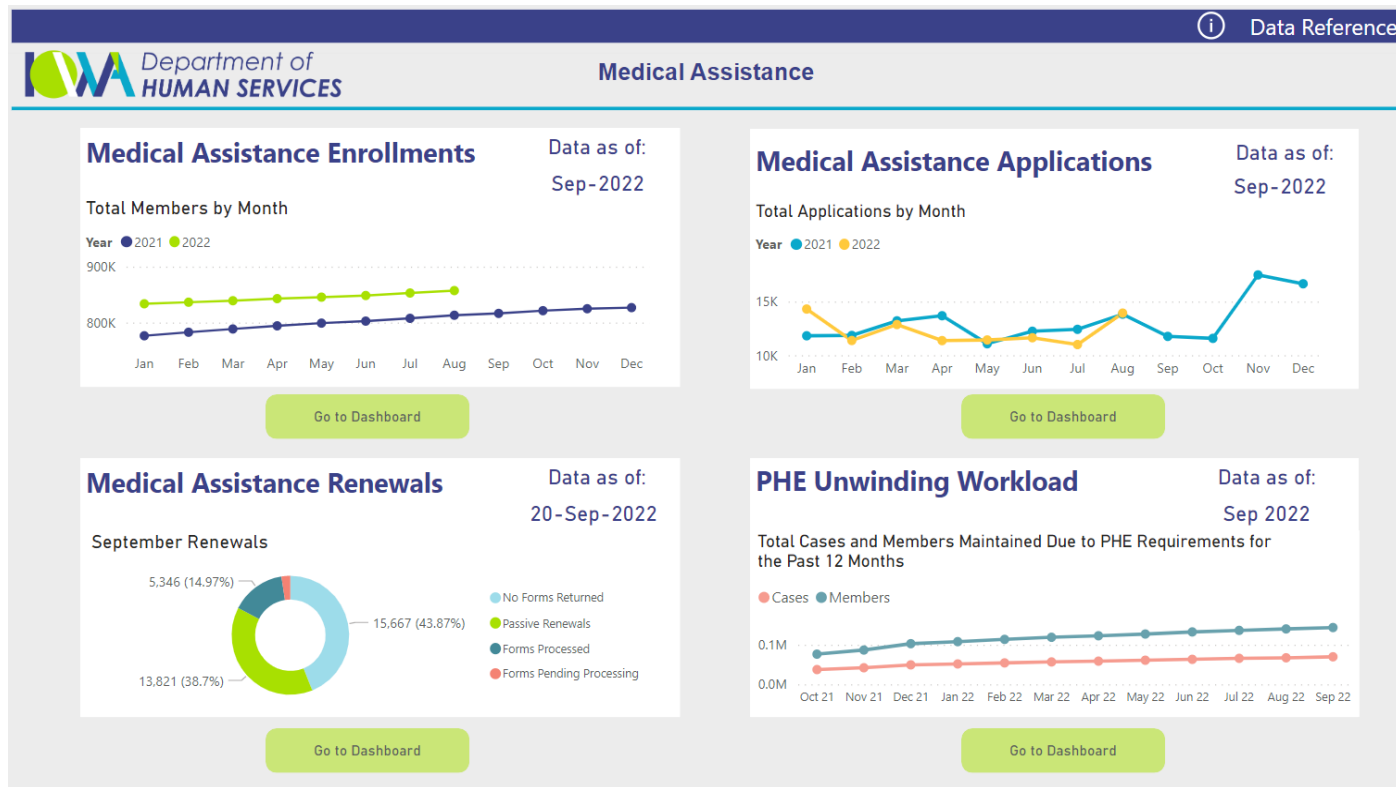 Data Reference
IOWA Department of
HUMAN SERVICES
Medical Assistance
Medical Assistance Enrollments
Data as of:
Sep-2022
Total Members by Month
Year 2021 2022
900K
800K
Jan Feb Mar Apr May Jun Jul Aug Sep Oct Nov Dec
Go to Dashboard
Medical Assistance Applications
Data as of:
Sep-2022
Total Applications by Month
Year 2021 2022
15K
10K
Jan Feb Mar Apr May Jun Jul Aug Sep Oct Nov Dec
Go to Dashboard
Medical Assistance Renewals
Data as of:
20-Sep-2022
September Renewals
5,346 (14.97%)
15,667 (43.87%)
13,821 (38.7%)
No Forms Returned
Passive Renewals
Forms Processed
Forms Pending Processing
Go to Dashboard
PHE Unwinding Workload
Data as of:
Sep 2022
Total Cases and Members Maintained Due to PHE Requirements for
the Past 12 Months
Cases Members
0.1M
0.0M
Oct 21 Nov 21 Dec 21 Jan 22 Feb 22 Mar 22 Apr 22 May 22 Jun 22 Jul 22 Aug 22 Sep 22
Go to Dashboard